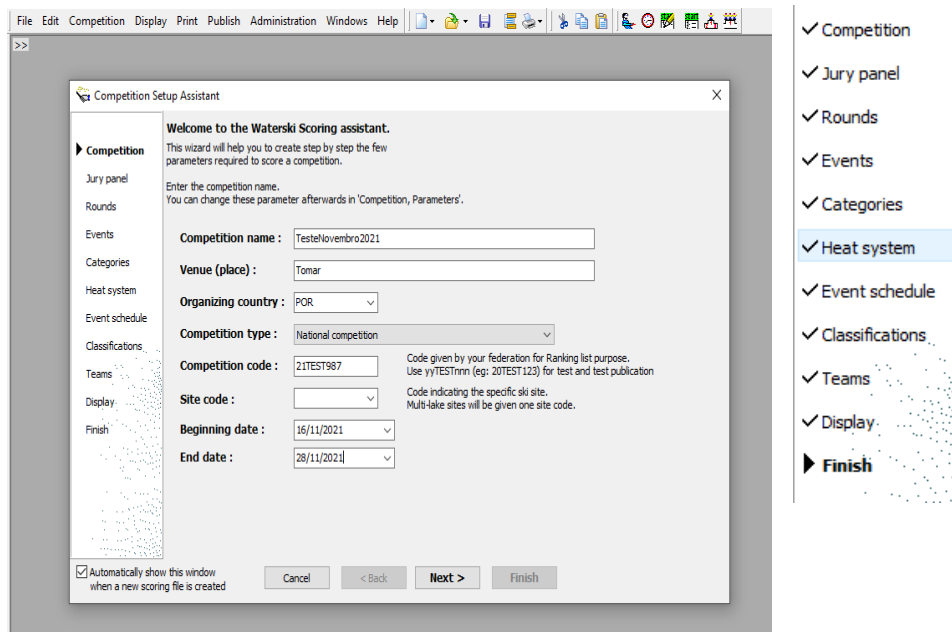 File Edit Competition Display Print Publish Administration Windows Help
>>
Competition Setup Assistant
Competition
Jury panel
Rounds
Events
Categories
Heat system
Event schedule
Classifications
Teams
Display
Finish
Welcome to the Waterski Scoring assistant.
This wizard will help you to create step by step the few
parameters required to score a competition.
Enter the competition name.
You can change these parameter afterwards in 'Competition, Parameters'.
Competition name : TesteNovembro2021
Venue (place) : Tomar
Organizing country : POR
Competition type : National competition
Competition code : 21TEST987
Code given by your federation for Ranking list purpose.
Use yyTESTnnn (eg: 20TEST123) for test and test publication
Site code :
Code indicating the specific ski site.
Multi-lake sites will be given one site code.
Beginning date : 16/11/2021
End date : 28/11/2021
Automatically show this window
when a new scoring file is created
Cancel < Back Next > Finish
Competition
Jury panel
Rounds
Events
Categories
Heat system
Event schedule
Classifications
Teams
Display
Finish